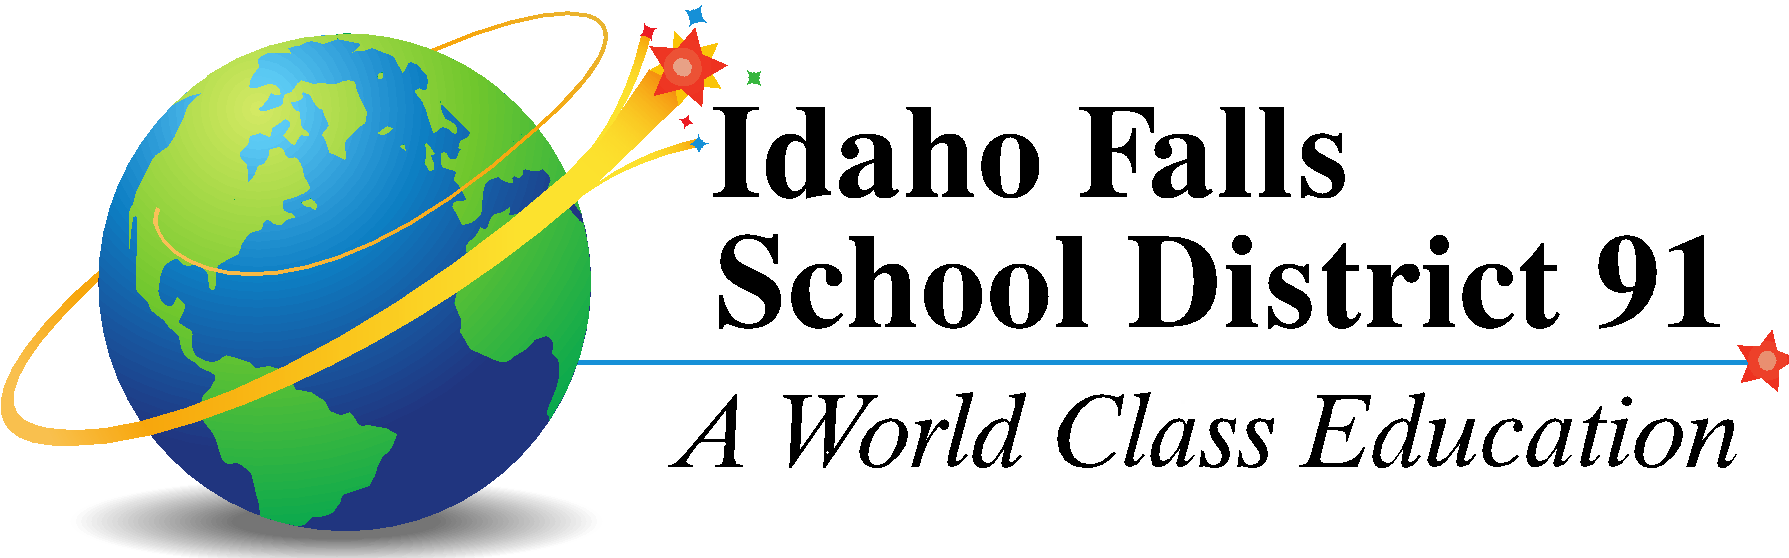 Idaho Falls
School District 91
A World Class Education